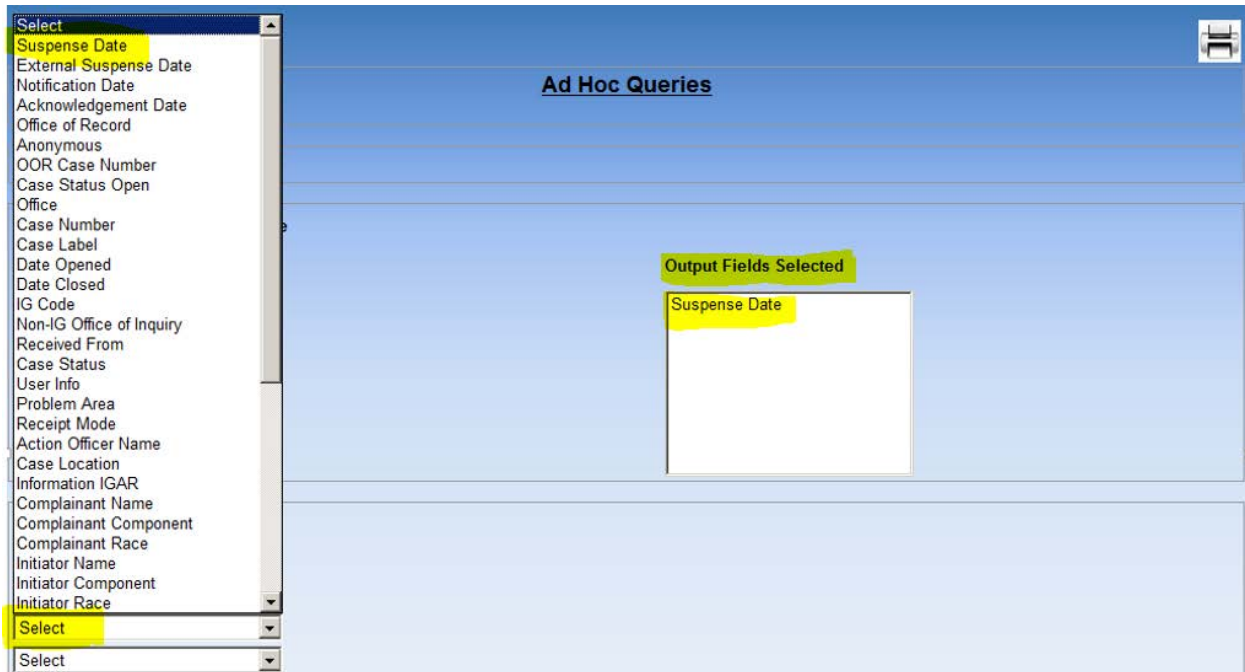 Select
Suspense Date
External Suspense Date
Notification Date
Acknowledgement Date
Office of Record
Anonymous
OOR Case Number
Case Status Open
Office
Case Number
Case Label
Date Opened
Date Closed
IG Code
Non-IG Office of Inquiry
Received From
Case Status
User Info
Problem Area
Receipt Mode
Action Officer Name
Case Location
Information IGAR
Complainant Name
Complainant Component
Complainant Race
Initiator Name
Initiator Component
Initiator Race
Select
Select
Ad Hoc Queries
Output Fields Selected
Suspense Date